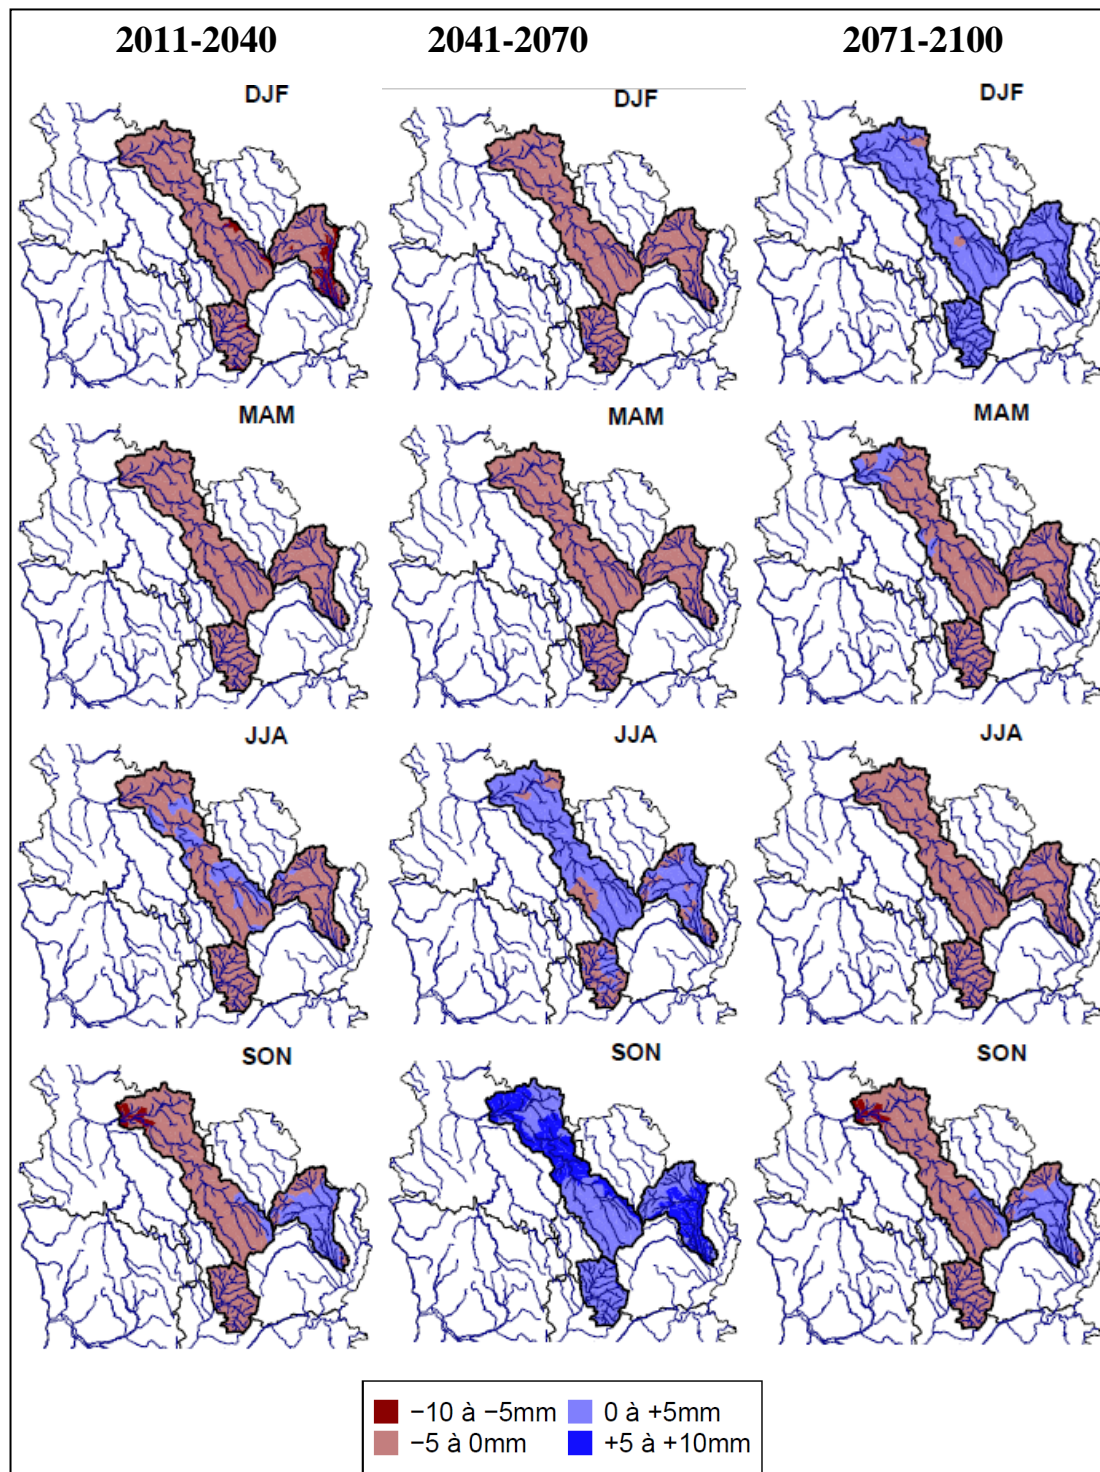 2011-2040 2041-2070 2071-2100
DJF DJF DJF
MAM MAM MAM
JJA JJA JJA
SON SON SON
−10 à −5mm 0 à +5mm
−5 à 0mm +5 à +10mm